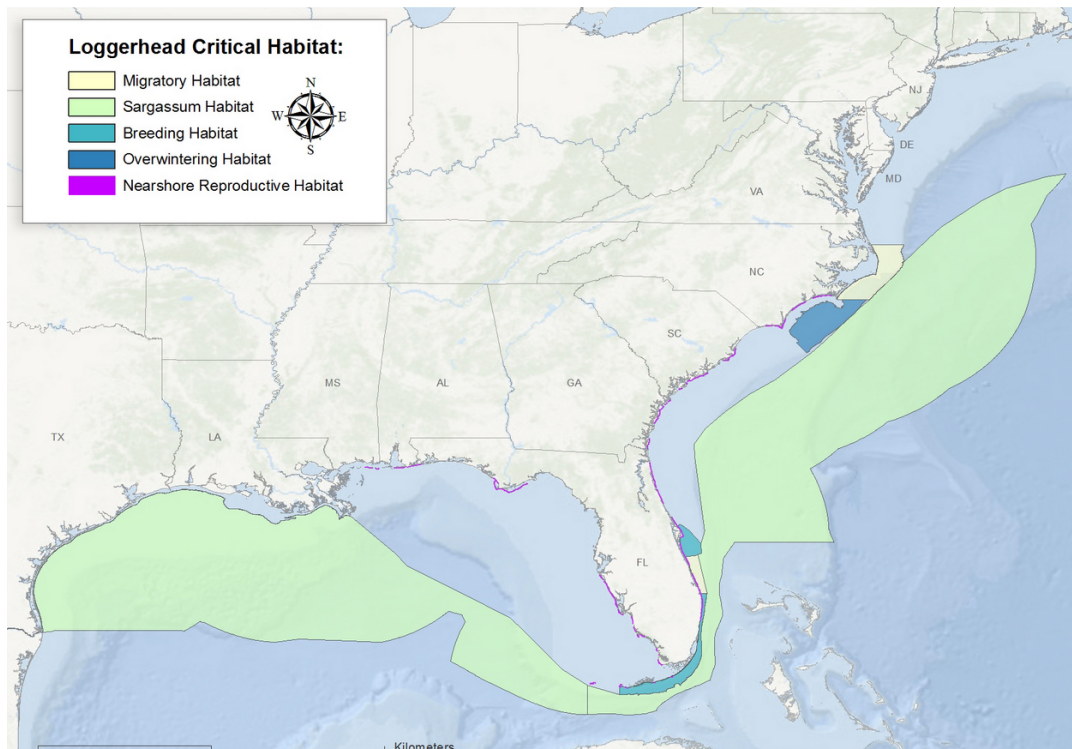 Loggerhead Critical Habitat:
Migratory Habitat
Sargassum Habitat
Breeding Habitat
Overwintering Habitat
Nearshore Reproductive Habitat
N
W E
S
NJ
DE
MD
VA
NC
SC
MS AL GA
TX LA
FL
Kilometers